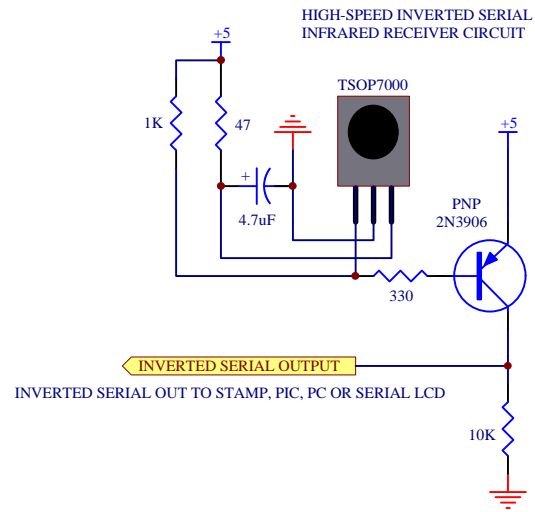 HIGH-SPEED INVERTED SERIAL
INFRARED RECEIVER CIRCUIT
+5
TSOP7000
1K
47
+5
+
4.7uF
PNP
2N3906
330
INVERTED SERIAL OUTPUT
INVERTED SERIAL OUT TO STAMP, PIC, PC OR SERIAL LCD
10K